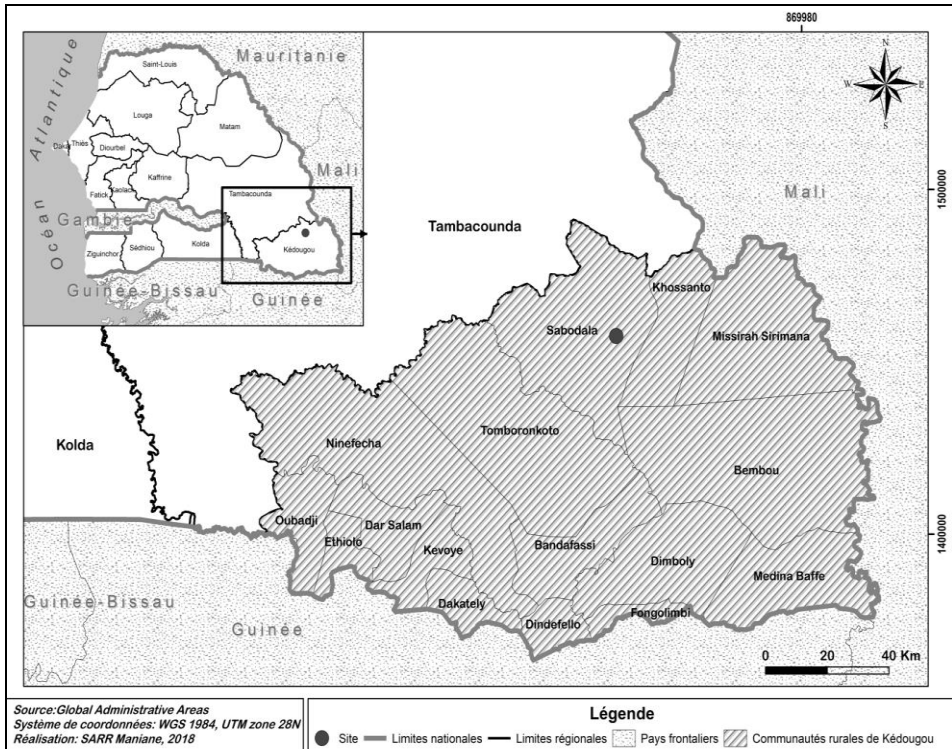 869980
Mauritanie
Saint-Louis
Atlantique
Océan
Louga
Matam
Thiès
Diourbel
Mali
Kaffrine
Tambacounda
Fatick
Gambie
Kolda
Sédhiou
Ziguinchor
Kédougou
Guinée-Bissau
Guinée
N
W
E
S
Mali
1500000
Tambacounda
Khossanto
Sabodala
Missirah Sirimana
Tomboronkoto
Ninefecha
Kolda
Bembou
Oubadji
Dar Salam
Ethiolo
Kevoye
Bandafassi
Dimboly
1400000
Medina Baffe
Dakately
Dindefello
Fongolimbi
Guinée-Bissau
Guinée
0 20 40 Km
Source:Global Administrative Areas
Système de coordonnées: WGS 1984, UTM zone 28N
Réalisation: SARR Maniane, 2018
Légende
Site
Limites nationales
Limites régionales
Pays frontaliers
Communautés rurales de Kédougou